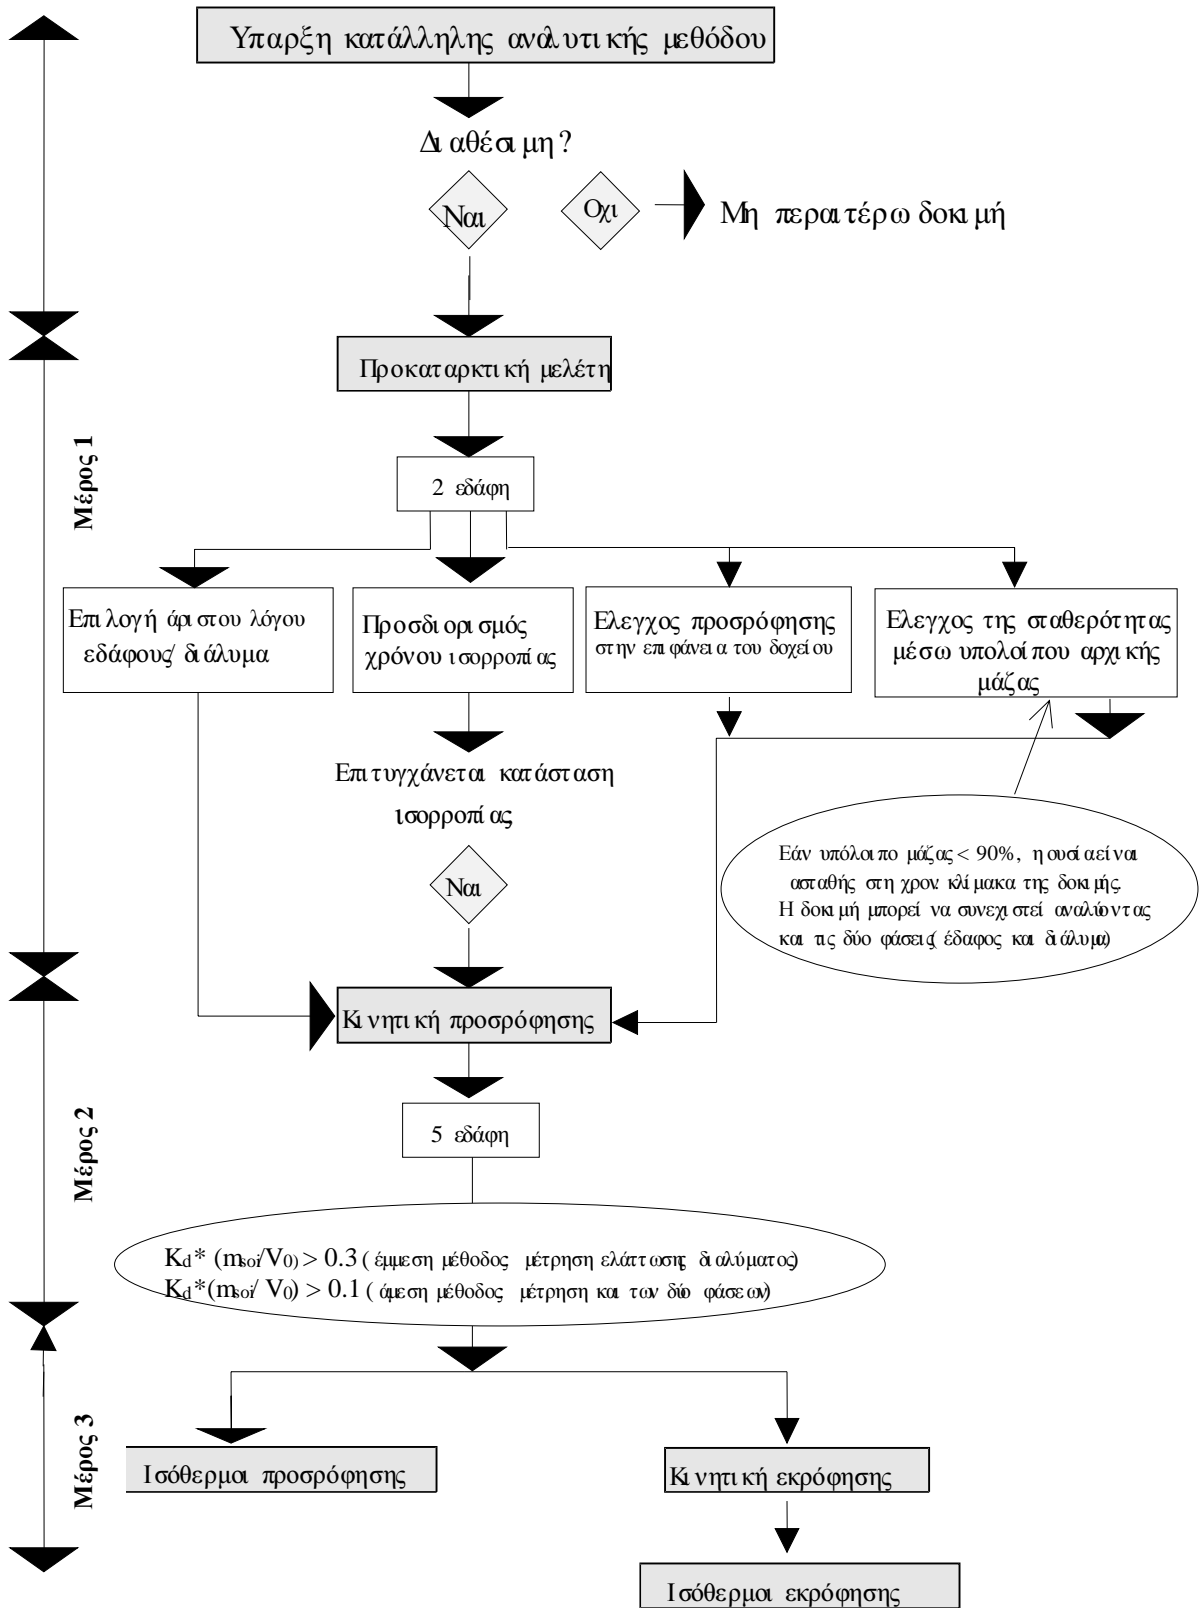 Υπαρξη κατάλληλης αναλυτικής μεθόδου
Διαθέσιμη?
Ναι
Οχι
Μη περαιτέρω δοκιμή
Προκαταρκτική μελέτη
Μέρος 1
2 εδάφη
Επιλογή άριστου λόγου
εδάφους/ διάλυμα
Προσδιορισμός
χρόνου ισορροπίας
Ελεγχος προσρόφησης
στην επιφάνεια του δοχείου
Ελεγχος της σταθερότητας
μέσω υπολοίπου αρχικής
μάζας
Επιτυγχάνεται κατάσταση
ισορροπίας
Ναι
Εάν υπόλοιπο μάζας < 90%, η ουσία είναι
ασταθής στη χρον. κλίμακα της δοκιμής.
Η δοκιμή μπορεί να συνεχιστεί αναλύοντας
και τις δύο φάσεις( έδαφος και διάλυμα)
Κινητική προσρόφησης
Μέρος 2
5 εδάφη
Kd* (msoi/V0) > 0.3 ( έμμεση μέθοδος μέτρηση ελάττωσης διαλύματος)
Kd*(msoi/ V0) > 0.1 ( άμεση μέθοδος μέτρηση και των δύο φάσεων)
Μέρος 3
Ισόθερμοι προσρόφησης
Κινητική εκρόφησης
Ισόθερμοι εκρόφησης